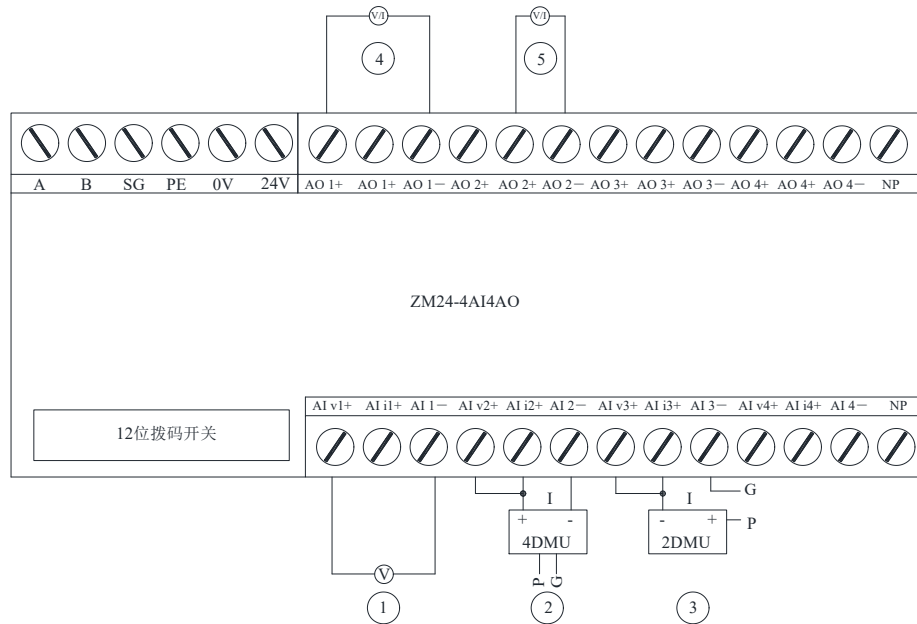 V/I V/I
④ ⑤
A B SG PE 0V 24V AO 1+ AO 1+ AO 1− AO 2+ AO 2+ AO 2− AO 3+ AO 3+ AO 3− AO 4+ AO 4+ AO 4− NP
ZM24-4AI4AO
AI v1+ AI i1+ AI 1− AI v2+ AI i2+ AI 2− AI v3+ AI i3+ AI 3− AI v4+ AI i4+ AI 4− NP
12位拨码开关
I I G
+ - - + P
4DMU 2DMU
V P G
① ② ③